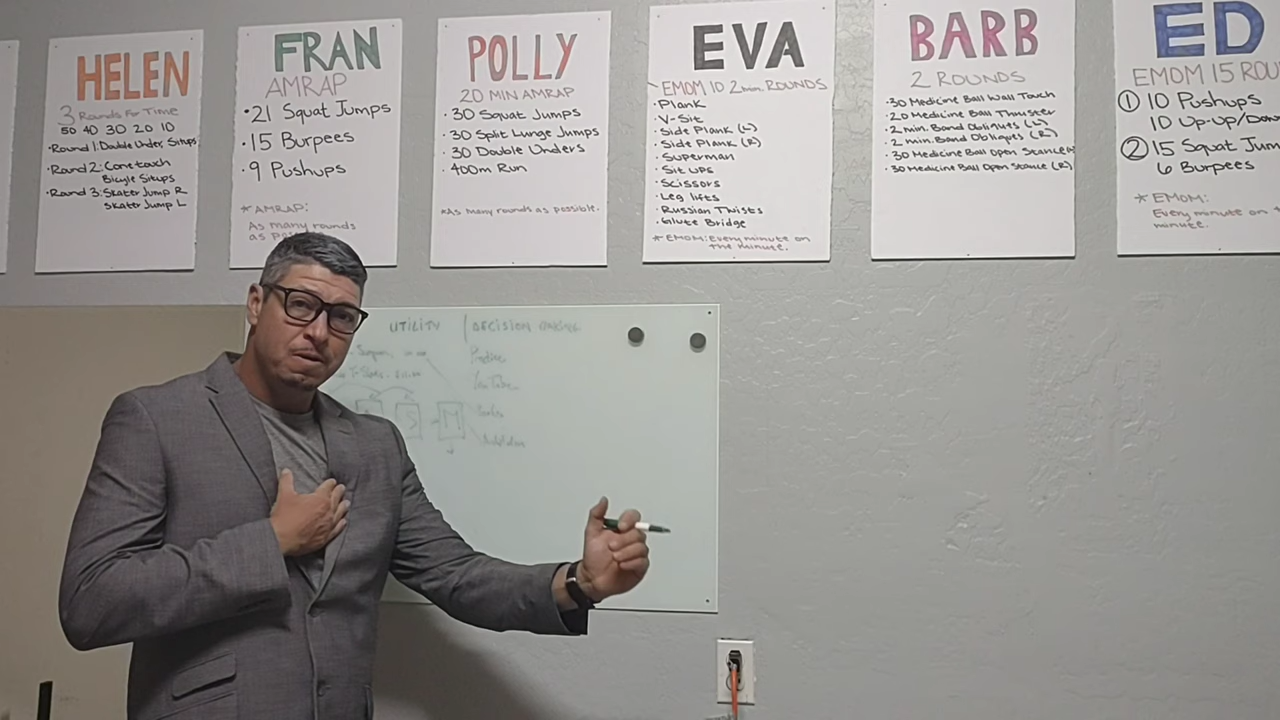 HELEN
3 Rounds For Time
50 40 30 20 10
• Round 1: Double Under, Situps
• Round 2: Cone touch
Bicycle Situps
• Round 3: Skater Jump R
Skater Jump L
FRAN
AMRAP
• 21 Squat Jumps
• 15 Burpees
• 9 Pushups
* AMRAP:
As many rounds
as
POLLY
20 MIN AMRAP
• 30 Squat Jumps
• 30 Split Lunge Jumps
• 30 Double Unders
• 400m Run
*As many rounds as possible.
EVA
EMOM 10 2min. ROUNDS
• Plank
• V-Sit
• Side Plank (L)
• Side Plank (R)
• Superman
• Sit ups
• Scissors
• Leg lifts
• Russian Twists
• Glute Bridge
* EMOM: Every minute on
the minute.
BARB
2 ROUNDS
• 30 Medicine Ball Wall Touch
• 20 Medicine Ball Thruster
• 2 min. Band Obliques (L)
• 2 min. Band Obliques (R)
• 30 Medicine Ball Open Stance(L)
• 30 Medicine Ball Open Stance (R)
ED
EMOM 15 ROU
① 10 Pushups
10 Up-Up/Down
② 15 Squat Jum
6 Burpees
* EMOM:
Every minute on
minute.
UTILITY | DECISION MAKING
S M